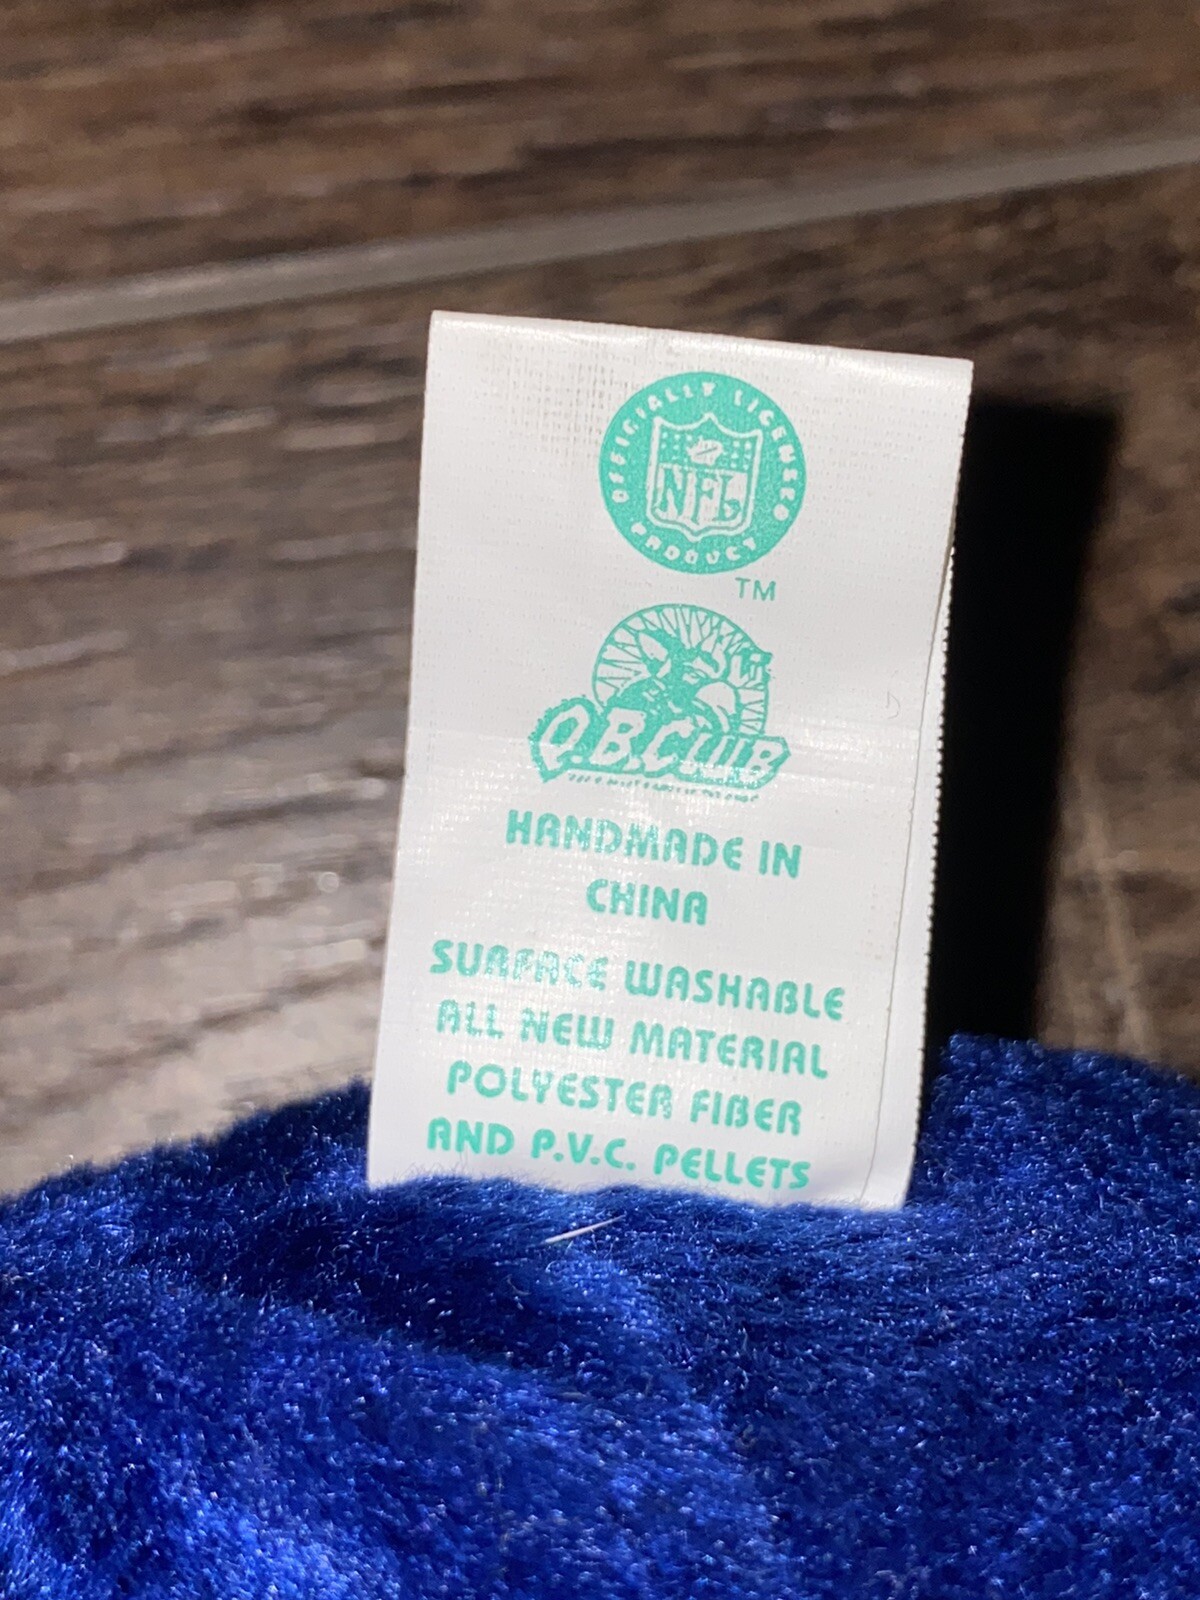 OFFICIALLY LICENSED
NFL
PRODUCT
TM
Q.B.CLUB
HANDMADE IN
CHINA
SURFACE WASHABLE
ALL NEW MATERIAL
POLYESTER FIBER
AND P.V.C. PELLETS